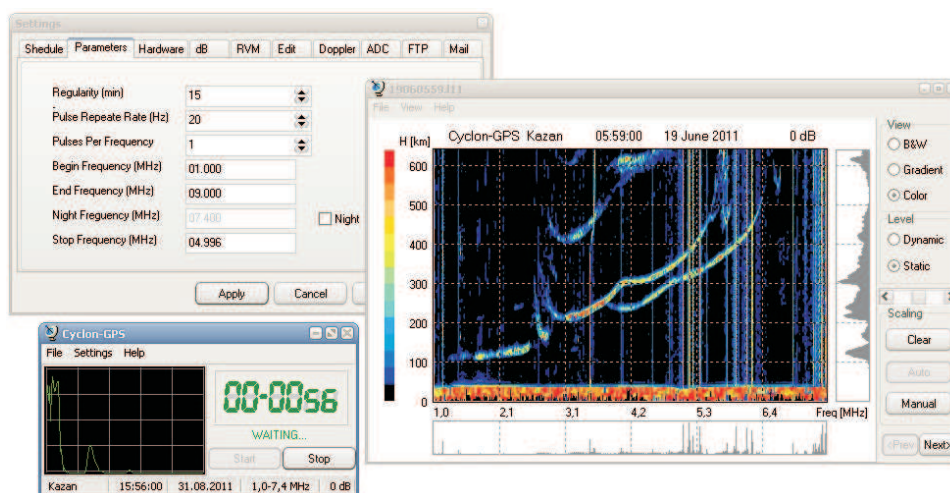 Settings
Shedule Parameters Hardware dB RVM Edit Doppler ADC FTP Mail
Regularity (min) 15
Pulse Repeate Rate (Hz) 20
Pulses Per Frequency 1
Begin Frequency (MHz) 01.000
End Frequency (MHz) 09.000
Night Frequency (MHz) 07.400 Night
Stop Frequency (MHz) 04.996
Apply Cancel
19060559J11
File View Help
H [km] Cyclon-GPS Kazan 05:59:00 19 June 2011 0 dB
600
500
400
300
200
100
0
1,0 2,1 3,1 4,2 5,3 6,4 Freq [MHz]
View
B&W
Gradient
Color
Level
Dynamic
Static
Scaling
Clear
Auto
Manual
<Prev Next>
Cyclon-GPS
File Settings Help
00-0056
WAITING...
Start Stop
Kazan 15:56:00 31.08.2011 1,0-7,4 MHz 0 dB